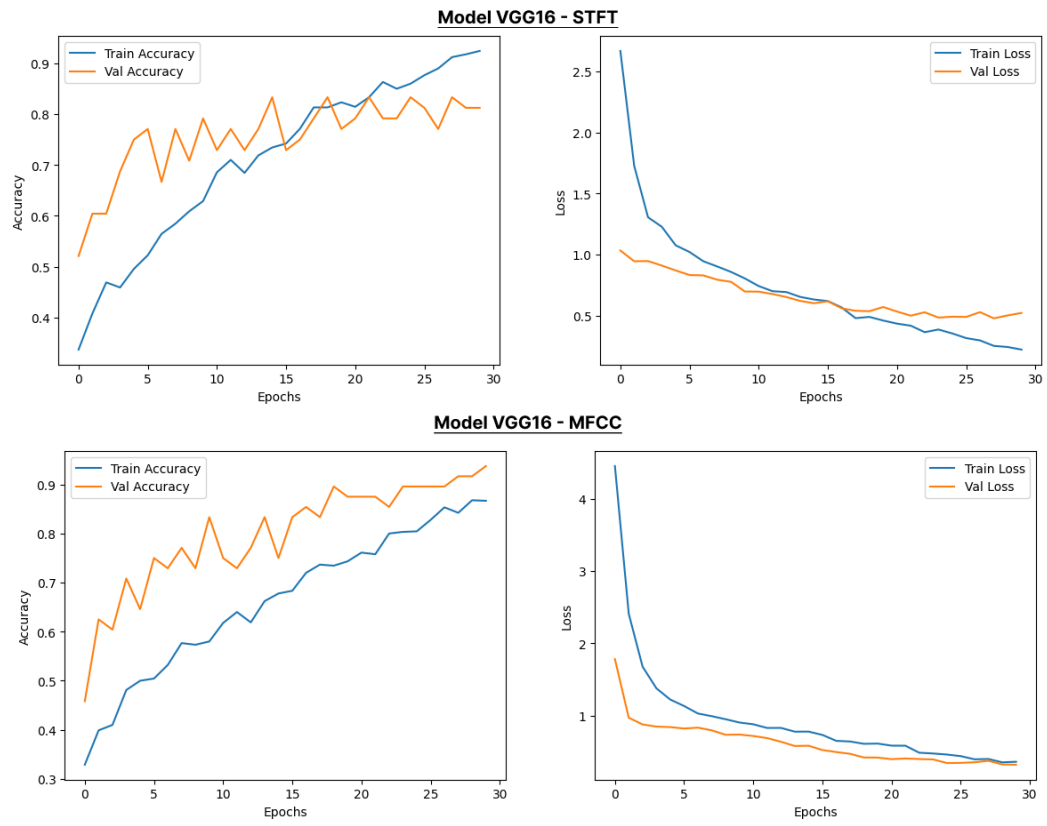 Model VGG16 - STFT
Train Accuracy
Val Accuracy
0.9
0.8
0.7
0.6
0.5
0.4
Accuracy
0 5 10 15 20 25 30
Epochs
Train Loss
Val Loss
2.5
2.0
1.5
1.0
0.5
Loss
0 5 10 15 20 25 30
Epochs
Model VGG16 - MFCC
Train Accuracy
Val Accuracy
0.9
0.8
0.7
0.6
0.5
0.4
0.3
Accuracy
0 5 10 15 20 25 30
Epochs
Train Loss
Val Loss
4
3
2
1
Loss
0 5 10 15 20 25 30
Epochs